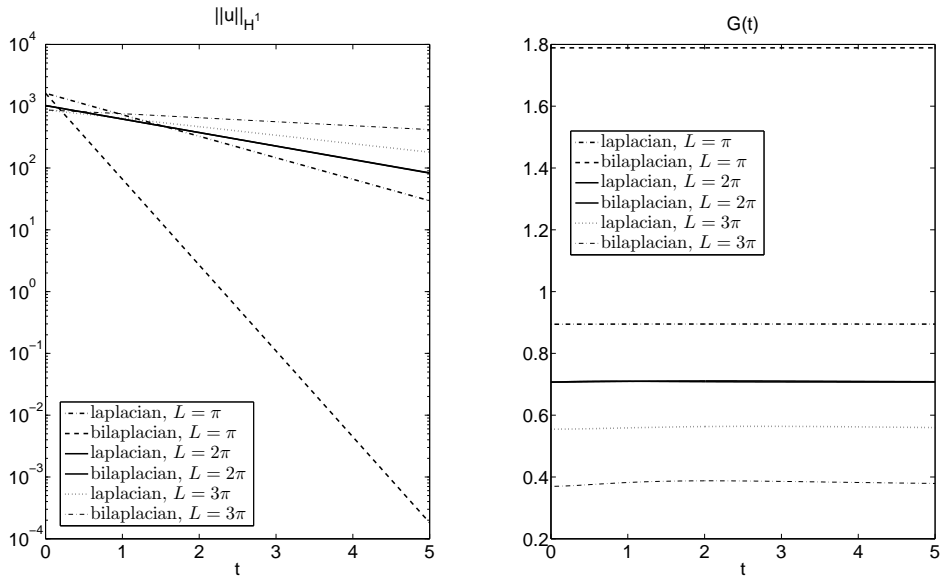 ||u||_H^1
10^4
10^3
10^2
10^1
10^0
10^-1
10^-2
10^-3
10^-4
0
1
2
3
4
5
t
laplacian, L = π
bilaplacian, L = π
laplacian, L = 2π
bilaplacian, L = 2π
laplacian, L = 3π
bilaplacian, L = 3π
G(t)
1.8
1.6
1.4
1.2
1
0.8
0.6
0.4
0.2
0
1
2
3
4
5
t
laplacian, L = π
bilaplacian, L = π
laplacian, L = 2π
bilaplacian, L = 2π
laplacian, L = 3π
bilaplacian, L = 3π